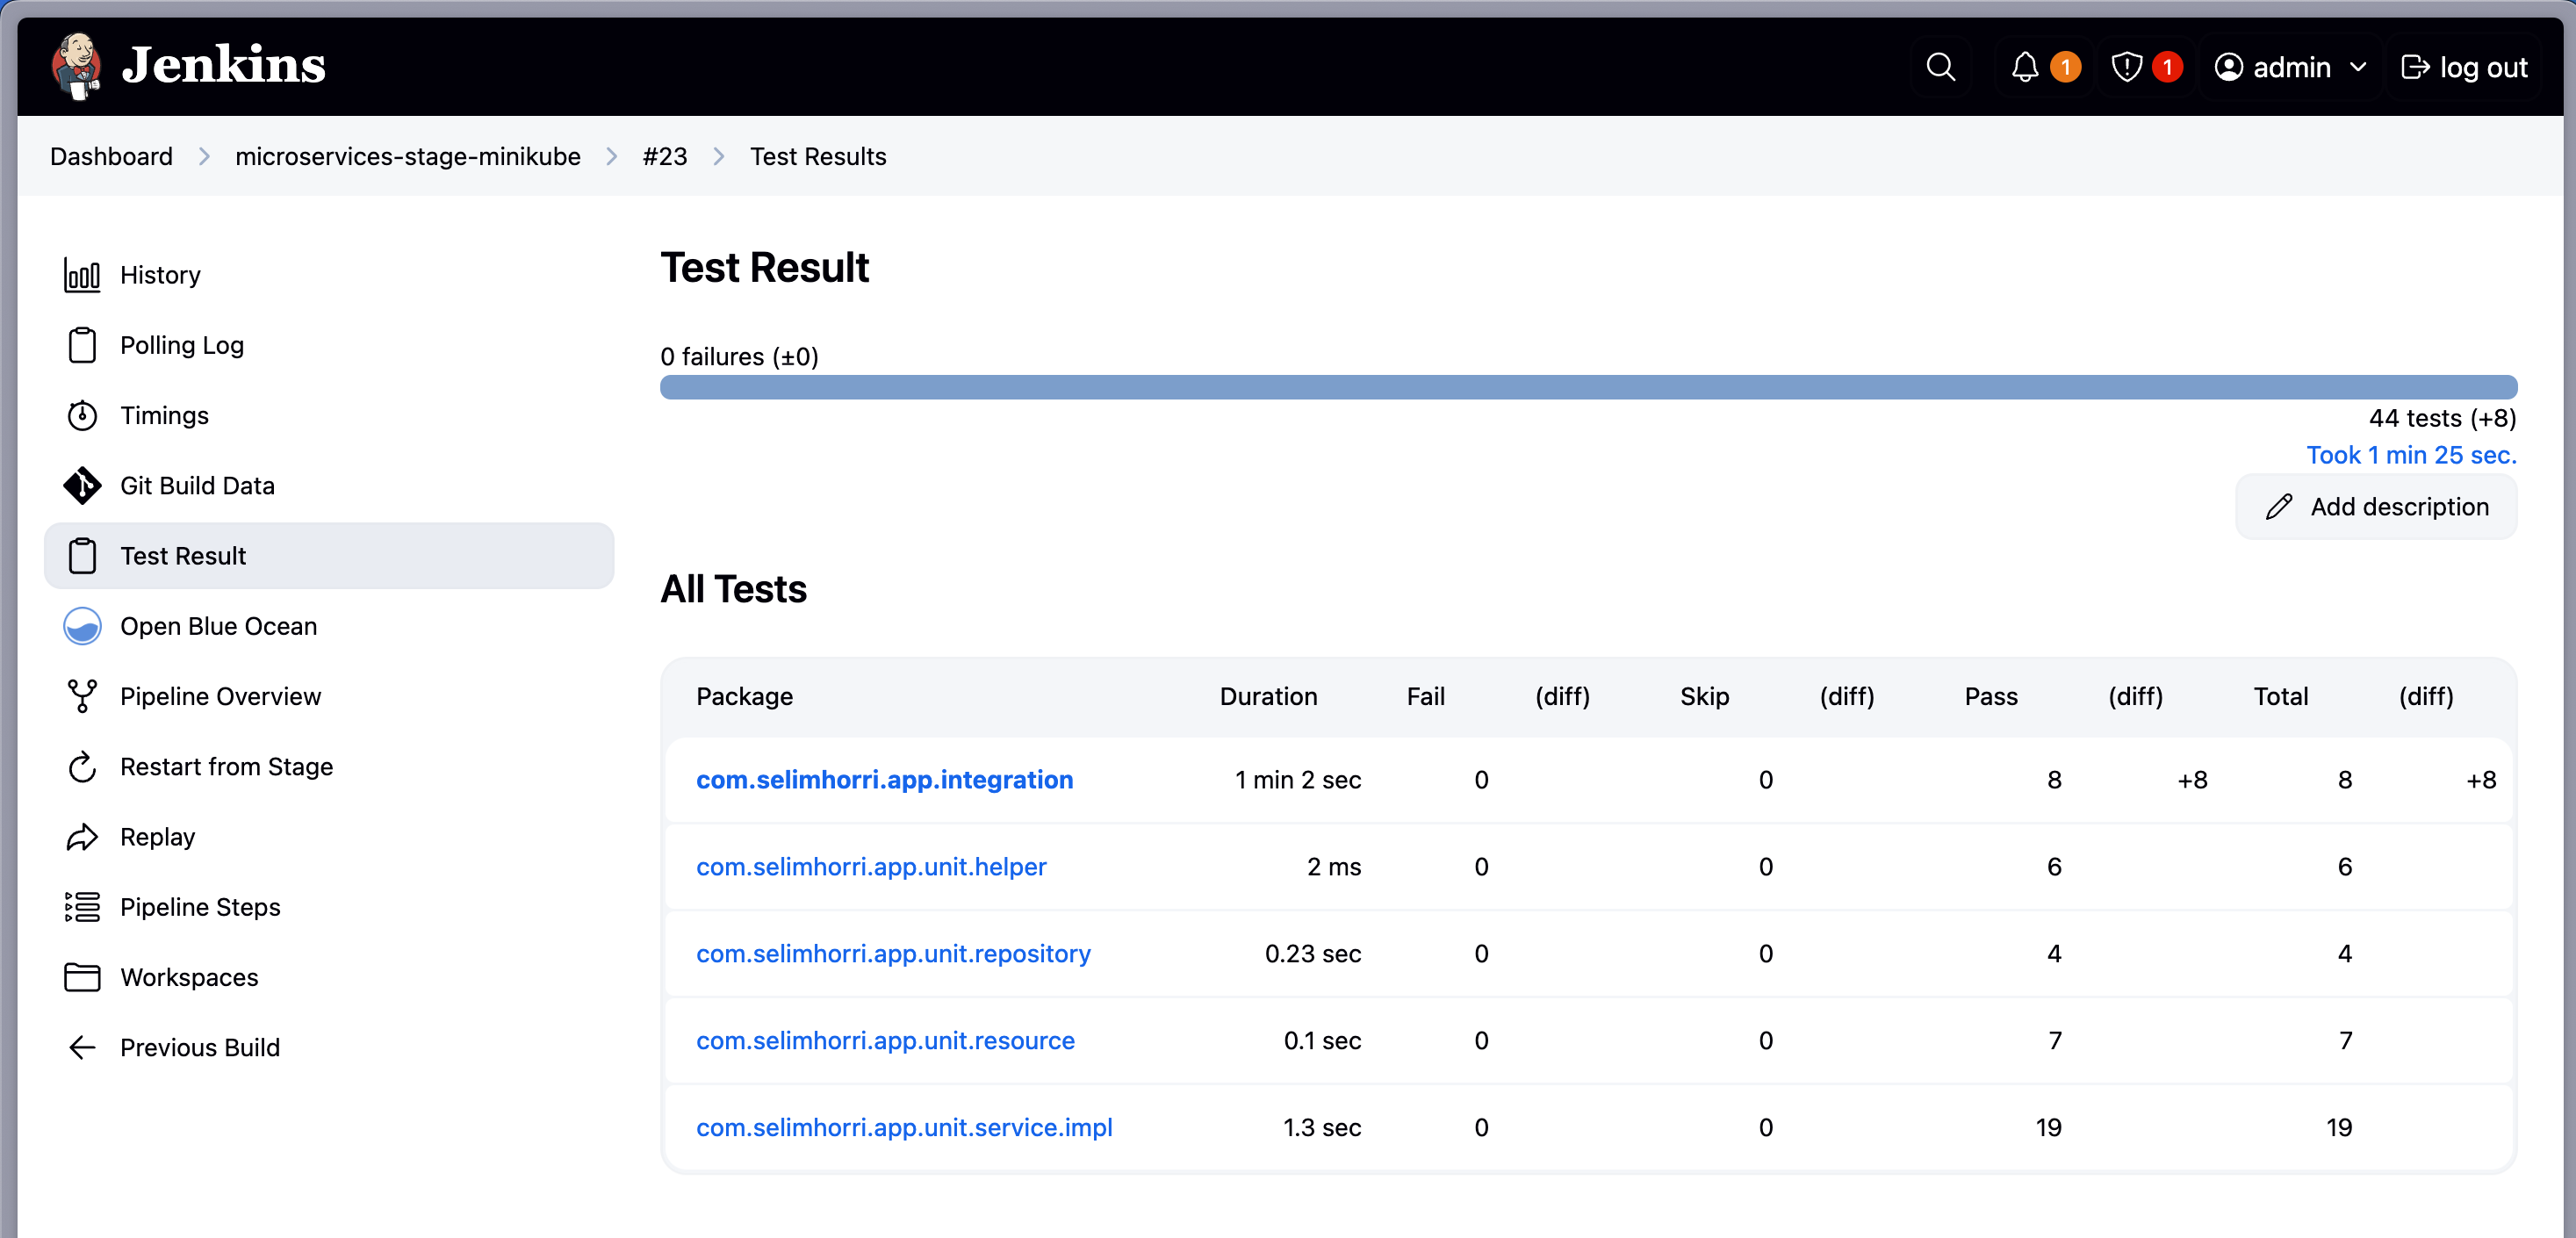 Jenkins
1
1
admin
log out
Dashboard
microservices-stage-minikube
#23
Test Results
History
Polling Log
Timings
Git Build Data
Test Result
Open Blue Ocean
Pipeline Overview
Restart from Stage
Replay
Pipeline Steps
Workspaces
Previous Build
Test Result
0 failures (±0)
44 tests (+8)
Took 1 min 25 sec.
Add description
All Tests
Package Duration Fail (diff) Skip (diff) Pass (diff) Total (diff)
com.selimhorri.app.integration 1 min 2 sec 0 0 8 +8 8 +8
com.selimhorri.app.unit.helper 2 ms 0 0 6 6
com.selimhorri.app.unit.repository 0.23 sec 0 0 4 4
com.selimhorri.app.unit.resource 0.1 sec 0 0 7 7
com.selimhorri.app.unit.service.impl 1.3 sec 0 0 19 19